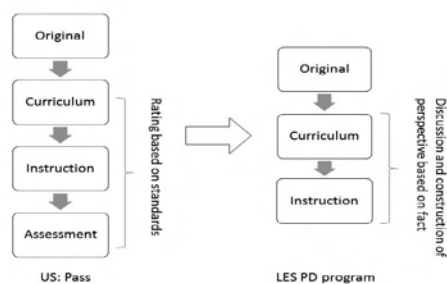 Original
Curriculum
Instruction
Assessment
Rating based on standards
US: Pass
Original
Curriculum
Instruction
Discussion and construction of
perspective based on fact
LES PD program